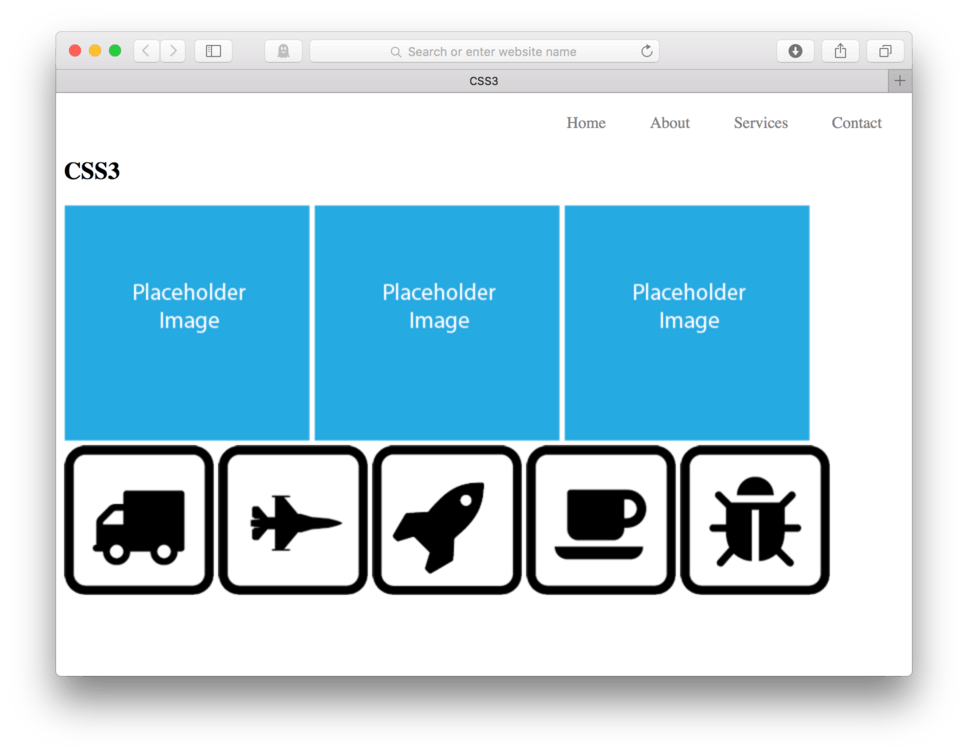 Search or enter website name
CSS3
Home About Services Contact
CSS3
Placeholder Image
Placeholder Image
Placeholder Image